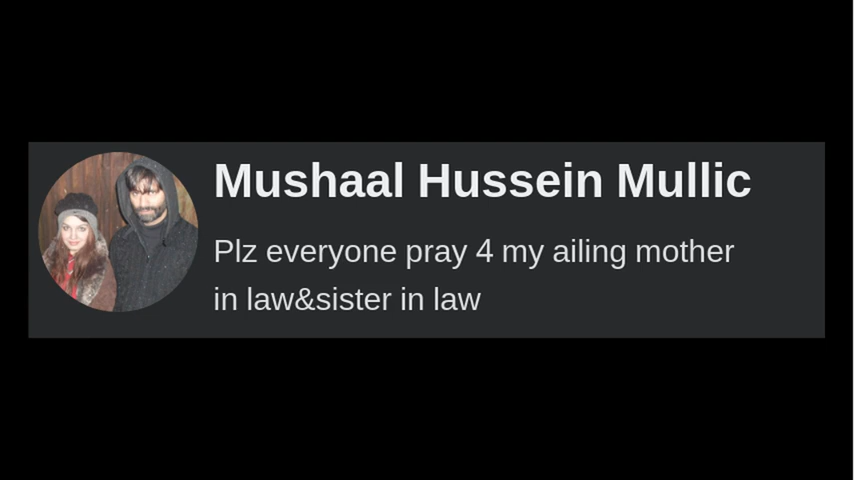 Mushaal Hussein Mullic
Plz everyone pray 4 my ailing mother
in law&sister in law